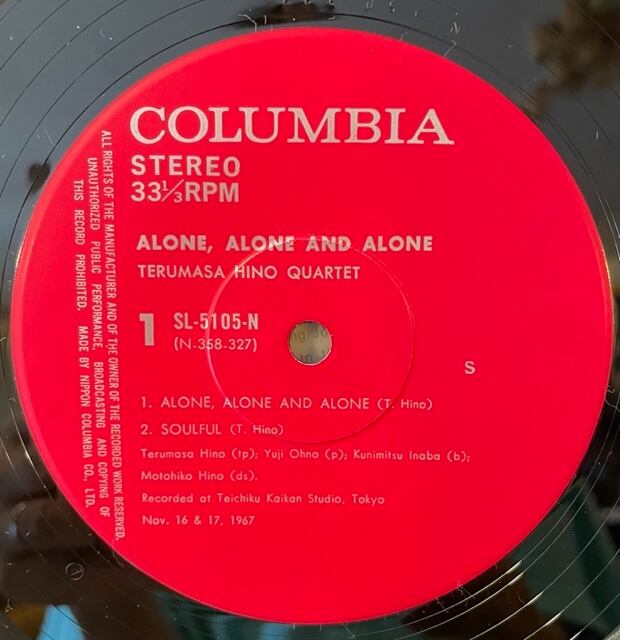 COLUMBIA
STEREO
33⅓RPM
ALONE, ALONE AND ALONE
TERUMASA HINO QUARTET
1 SL-5105-N
(N-358-327)
S
1. ALONE, ALONE AND ALONE (T. Hino)
2. SOULFUL (T. Hino)
Terumasa Hino (tp); Yuji Ohno (p); Kunimitsu Inaba (b);
Motohiko Hino (ds).
Recorded at Teichiku Kaikan Studio, Tokyo
Nov. 16 & 17, 1967
ALL RIGHTS OF THE MANUFACTURER AND OF THE OWNER OF THE RECORDED WORK RESERVED.
UNAUTHORIZED PUBLIC PERFORMANCE, BROADCASTING AND COPYING OF
THIS RECORD PROHIBITED. MADE BY NIPPON COLUMBIA CO., LTD.